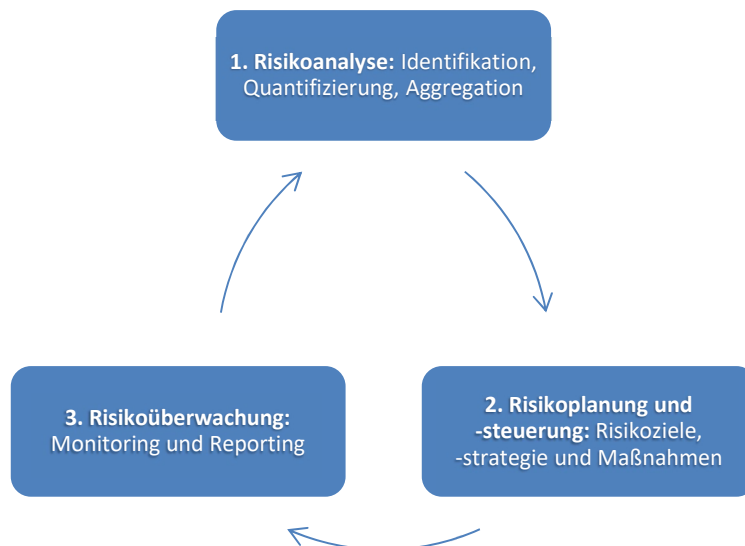 1. Risikoanalyse: Identifikation,
Quantifizierung, Aggregation
2. Risikoplanung und
-steuerung: Risikoziele,
-strategie und Maßnahmen
3. Risikoüberwachung:
Monitoring und Reporting